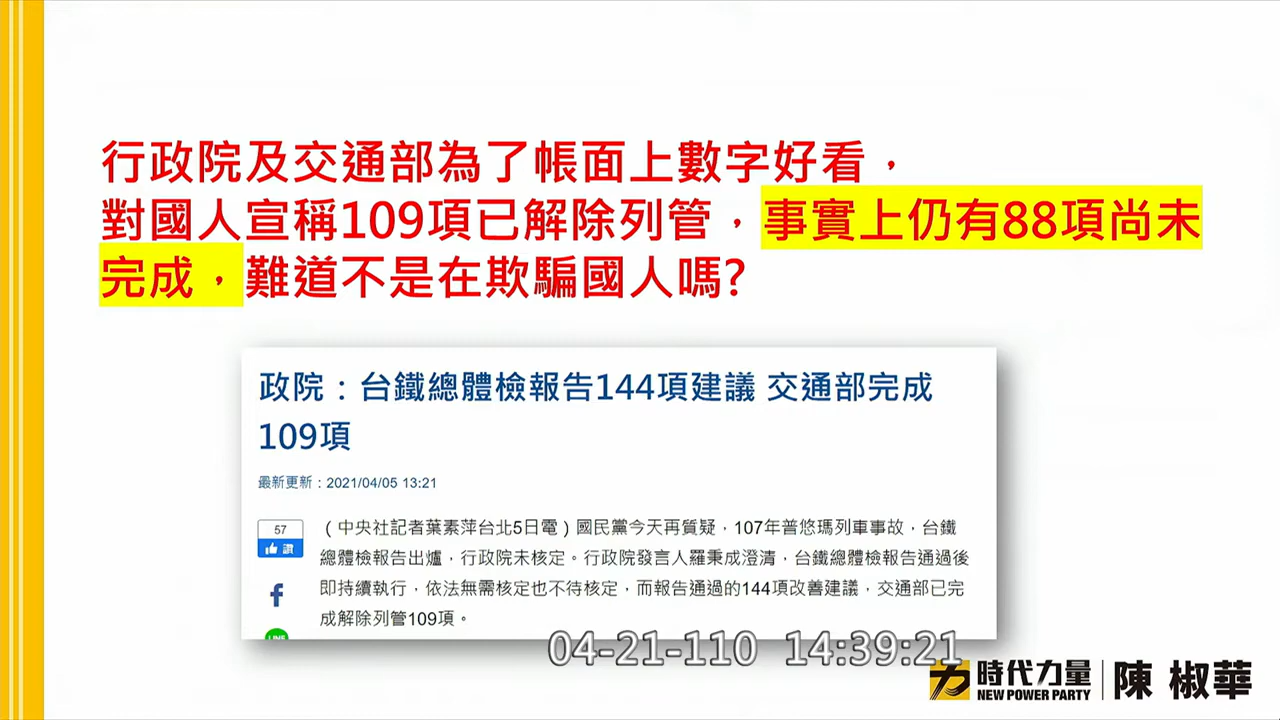 行政院及交通部為了帳面上數字好看，
對國人宣稱109項已解除列管，事實上仍有88項尚未
完成，難道不是在欺騙國人嗎?
政院：台鐵總體檢報告144項建議 交通部完成
109項
最新更新：2021/04/05 13:21
57
讚
（中央社記者葉素萍台北5日電）國民黨今天再質疑，107年普悠瑪列車事故，台鐵
總體檢報告出爐，行政院未核定。行政院發言人羅秉成澄清，台鐵總體檢報告通過後
即持續執行，依法無需核定也不待核定，而報告通過的144項改善建議，交通部已完
成解除列管109項。
LINE
04-21-110 14:39:21
時代力量
NEW POWER PARTY
陳 椒華